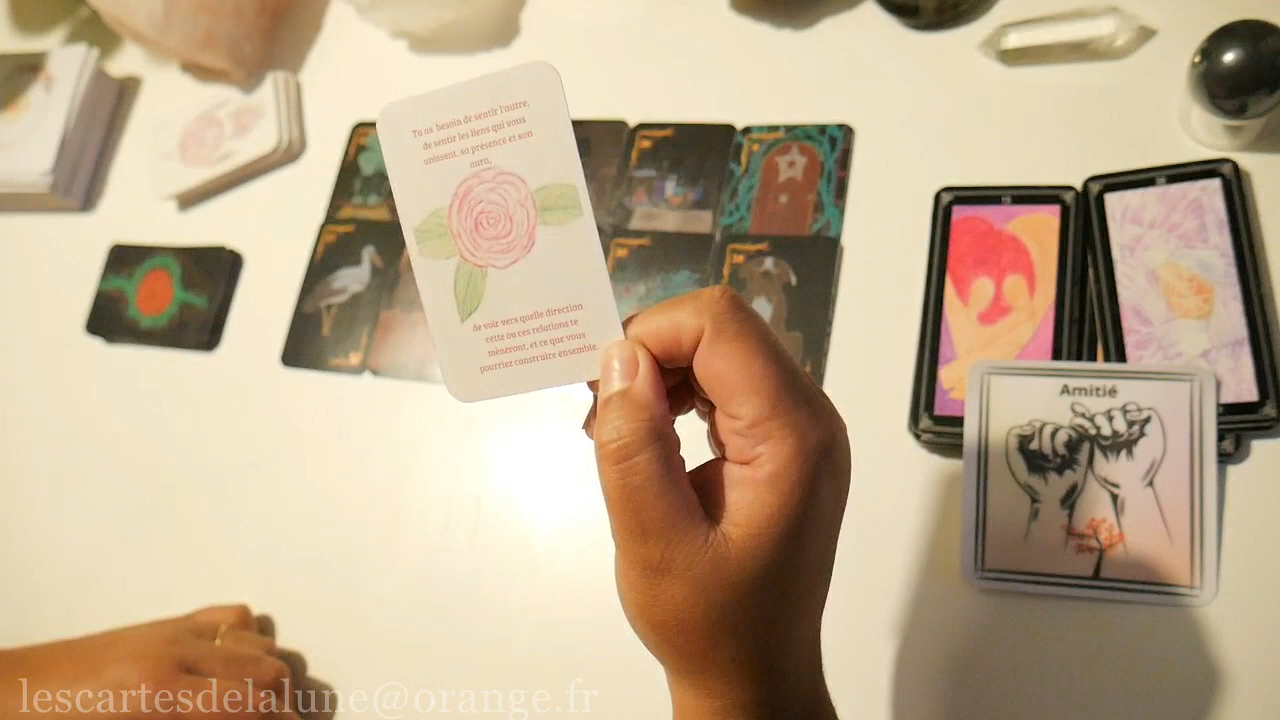 Tu as besoin de sentir l'autre,
de sentir les liens qui vous
unissent, sa présence et son
aura,
de voir vers quelle direction
cette ou ces relations te
mèneront, et ce que vous
pourriez construire ensemble.
Amitié
lescartesdelalune@orange.fr